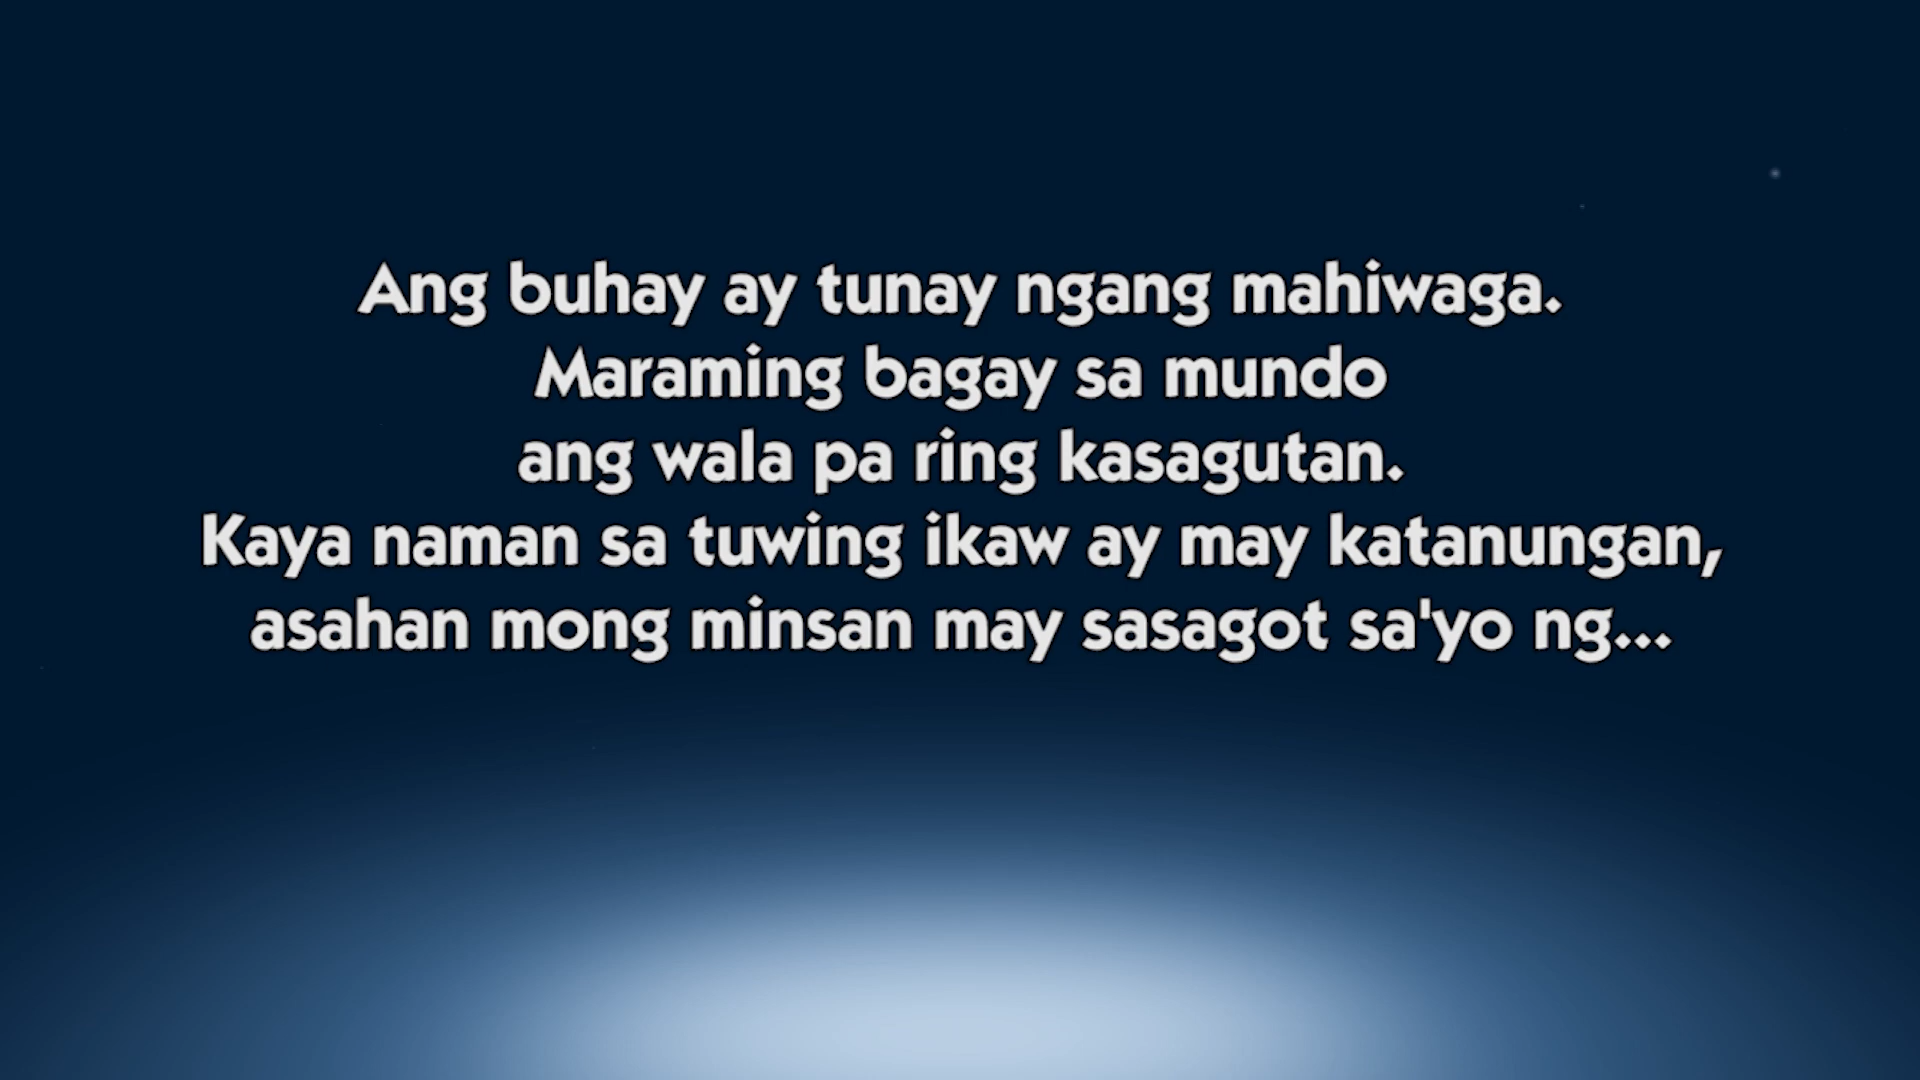 Ang buhay ay tunay ngang mahiwaga.
Maraming bagay sa mundo
ang wala pa ring kasagutan.
Kaya naman sa tuwing ikaw ay may katanungan,
asahan mong minsan may sasagot sa'yo ng...